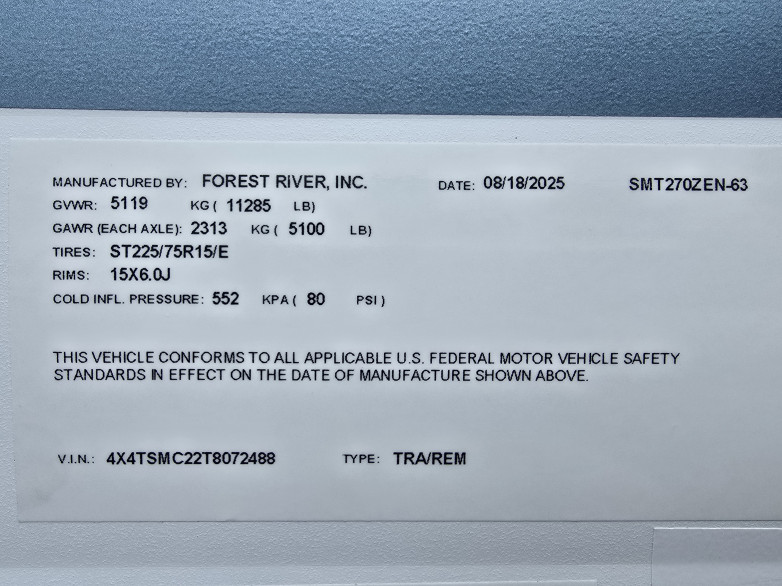 MANUFACTURED BY: FOREST RIVER, INC. DATE: 08/18/2025 SMT270ZEN-63
GVWR: 5119 KG ( 11285 LB)
GAWR (EACH AXLE): 2313 KG ( 5100 LB)
TIRES: ST225/75R15/E
RIMS: 15X6.0J
COLD INFL. PRESSURE: 552 KPA ( 80 PSI )
THIS VEHICLE CONFORMS TO ALL APPLICABLE U.S. FEDERAL MOTOR VEHICLE SAFETY
STANDARDS IN EFFECT ON THE DATE OF MANUFACTURE SHOWN ABOVE.
V.I.N.: 4X4TSMC22T8072488 TYPE: TRA/REM